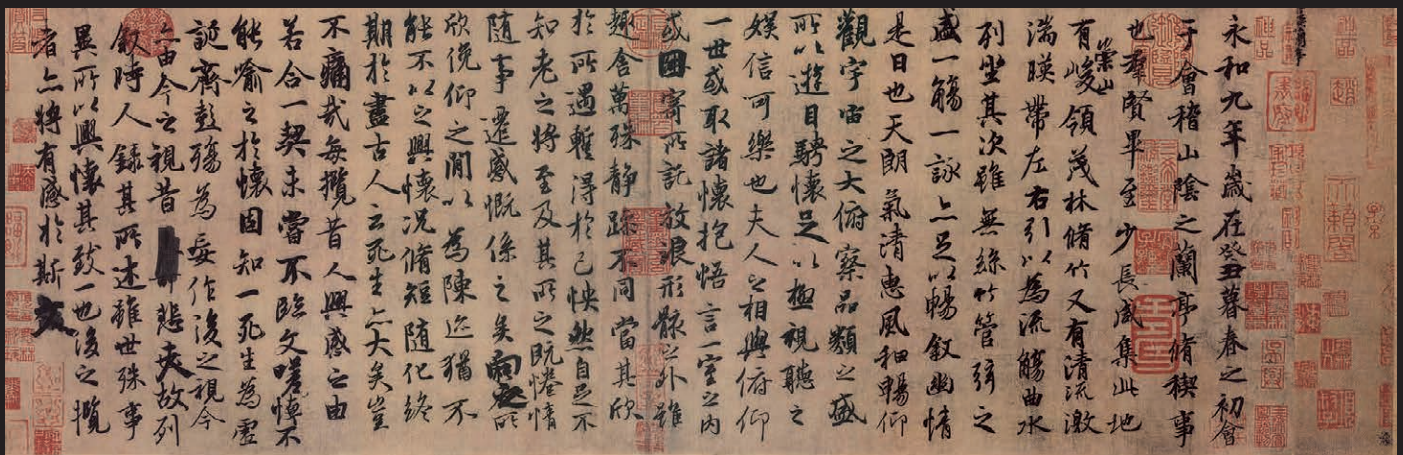 永和九年歲在癸丑暮春之初會
于會稽山陰之蘭亭脩稧事
也羣賢畢至少長咸集此地
有崇山峻領茂林脩竹又有清流激
湍暎帶左右引以為流觴曲水
列坐其次雖無絲竹管弦之
盛一觴一詠亦足以暢敘幽情
是日也天朗氣清惠風和暢仰
觀宇宙之大俯察品類之盛
所以遊目騁懷足以極視聽之
娛信可樂也夫人之相與俯仰
一世或取諸懷抱悟言一室之內
或因寄所託放浪形骸之外雖
趣舍萬殊靜躁不同當其欣
於所遇暫得於己怏然自足不
知老之將至及其所之既惓情
隨事遷感慨係之矣向之所
欣俛仰之閒以為陳迹猶不
能不以之興懷況脩短隨化終
期於盡古人云死生亦大矣豈
不痛哉每攬昔人興感之由
若合一契未嘗不臨文嗟悼不
能喻之於懷固知一死生為虛
誕齊彭殤為妄作後之視今
亦由今之視昔悲夫故列
敘時人錄其所述雖世殊事
異所以興懷其致一也後之攬
者亦將有感於斯文